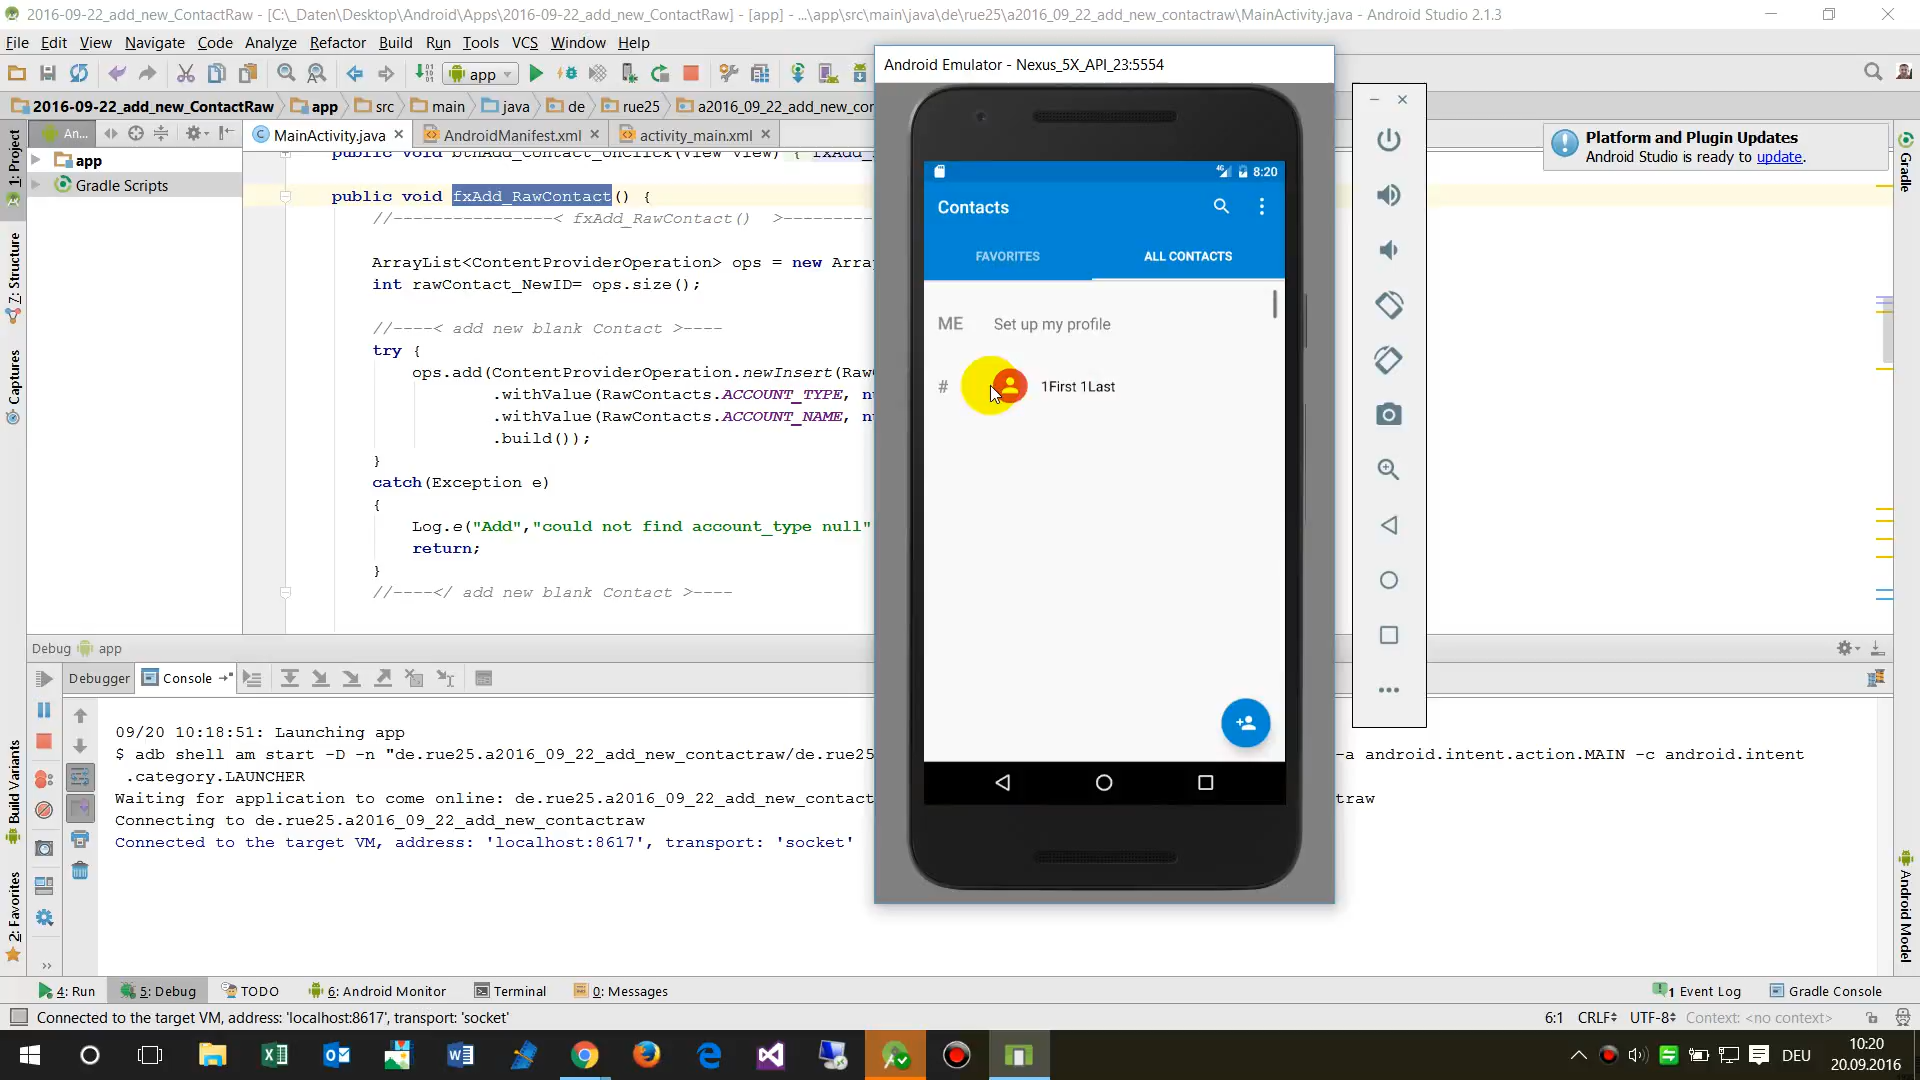 2016-09-22_add_new_ContactRaw - [C:\_Daten\Desktop\Android\Apps\2016-09-22_add_new_ContactRaw] - [app] - ...\app\src\main\java\de\rue25\a2016_09_22_add_new_contactraw\MainActivity.java - Android Studio 2.1.3
File Edit View Navigate Code Analyze Refactor Build Run Tools VCS Window Help
app
2016-09-22_add_new_ContactRaw app src main java de rue25 a2016_09_22_add_new_co
An...
MainActivity.java AndroidManifest.xml activity_main.xml
app
Gradle Scripts
1: Project
7: Structure
Captures
Build Variants
2: Favorites
public void btnAdd_Contact_onClick(View view) { fxAdd_
public void fxAdd_RawContact() {
//----------------< fxAdd_RawContact() >---------
ArrayList<ContentProviderOperation> ops = new Arra
int rawContact_NewID= ops.size();
//----< add new blank Contact >----
try {
ops.add(ContentProviderOperation.newInsert(Raw
.withValue(RawContacts.ACCOUNT_TYPE, nu
.withValue(RawContacts.ACCOUNT_NAME, nu
.build());
}
catch(Exception e)
{
Log.e("Add","could not find account_type null"
return;
}
//----</ add new blank Contact >----
Android Emulator - Nexus_5X_API_23:5554
4G 8:20
Contacts
FAVORITES ALL CONTACTS
ME Set up my profile
# 1First 1Last
Platform and Plugin Updates
Android Studio is ready to update.
Gradle
Android Model
Debug app
Debugger Console
09/20 10:18:51: Launching app
$ adb shell am start -D -n "de.rue25.a2016_09_22_add_new_contactraw/de.rue25 -a android.intent.action.MAIN -c android.intent
.category.LAUNCHER
Waiting for application to come online: de.rue25.a2016_09_22_add_new_contact traw
Connecting to de.rue25.a2016_09_22_add_new_contactraw
Connected to the target VM, address: 'localhost:8617', transport: 'socket'
4: Run 5: Debug TODO 6: Android Monitor Terminal 0: Messages 1 Event Log Gradle Console
Connected to the target VM, address: 'localhost:8617', transport: 'socket' 6:1 CRLF UTF-8 Context: <no context>
DEU
10:20
20.09.2016